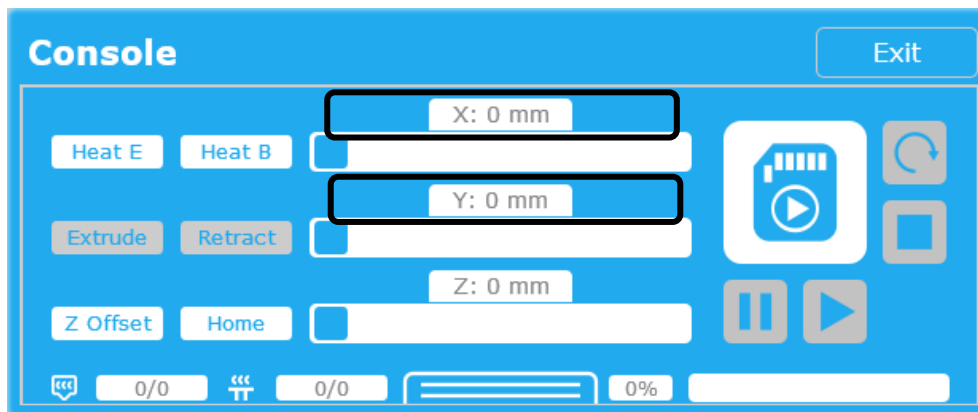 Console
Exit
X: 0 mm
Heat E
Heat B
Y: 0 mm
Extrude
Retract
Z: 0 mm
Z Offset
Home
0/0
0/0
0%